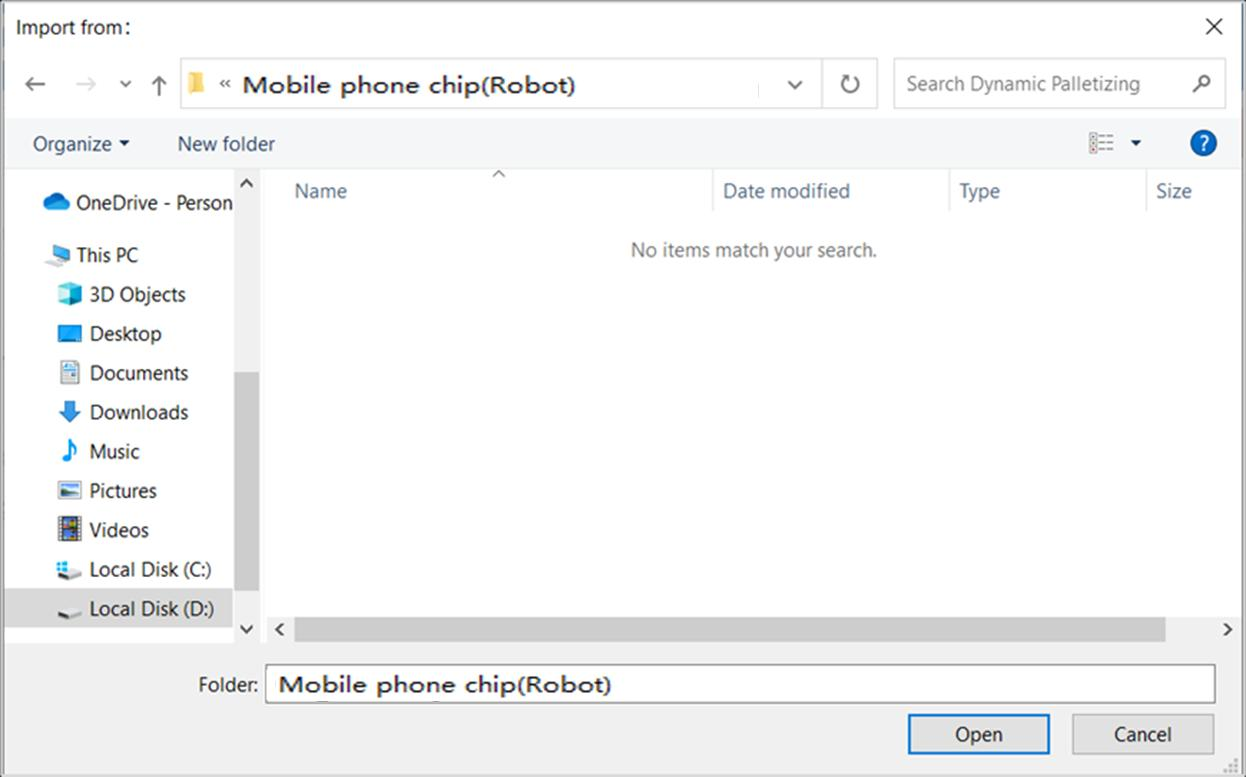 Import from:
« Mobile phone chip(Robot)
Search Dynamic Palletizing
Organize
New folder
?
Name
Date modified
Type
Size
OneDrive - Person
No items match your search.
This PC
3D Objects
Desktop
Documents
Downloads
Music
Pictures
Videos
Local Disk (C:)
Local Disk (D:)
Folder: Mobile phone chip(Robot)
Open
Cancel